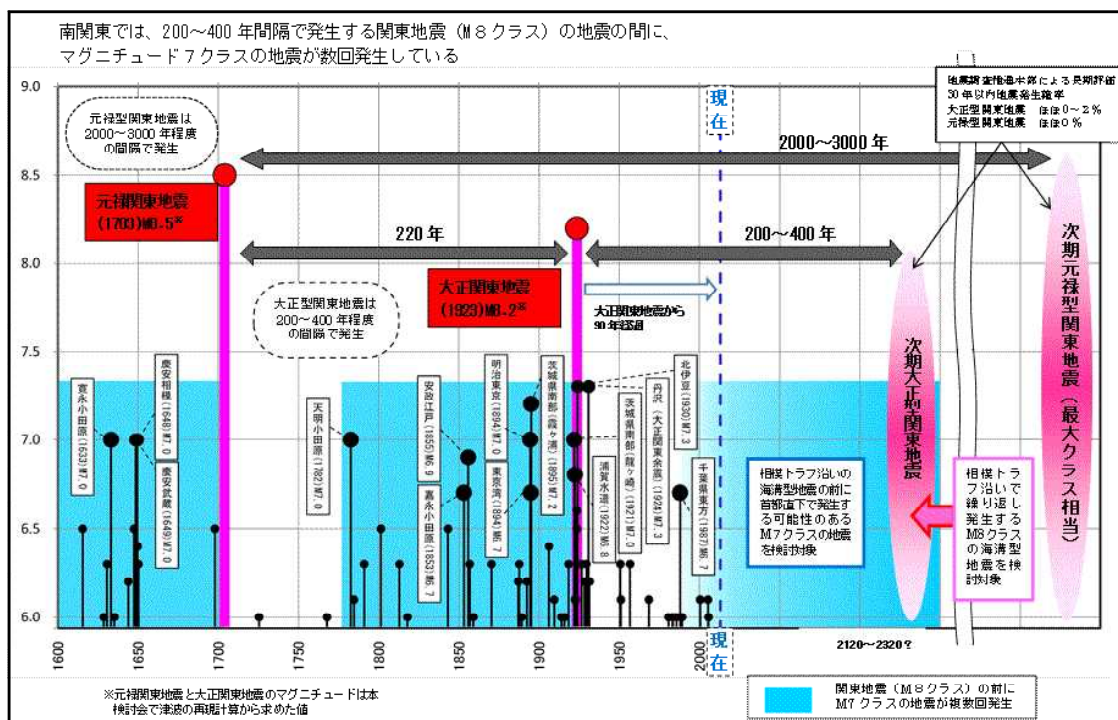 南関東では、200～400年間隔で発生する関東地震（M8クラス）の地震の間に、
マグニチュード7クラスの地震が数回発生している
地震調査推進本部による長期評価
30年以内地震発生確率
大正型関東地震 ほぼ0～2%
元禄型関東地震 ほぼ0%
現在
元禄型関東地震は
2000～3000年程度
の間隔で発生
2000～3000年
元禄関東地震
(1703)M8.5※
220年
200～400年
大正関東地震
(1923)M8.2※
大正型関東地震は
200～400年程度
の間隔で発生
大正関東地震から
90年経過
次期大正型関東地震
次期元禄型関東地震（最大クラス相当）
寛永小田原(1633)M7.0
慶安相模(1648)M7.0
慶安武蔵(1649)M7.0
天明小田原(1782)M7.0
安政江戸(1855)M6.9
嘉永小田原(1853)M6.7
明治東京(1894)M7.0
東京湾(1894)M6.7
茨城県南部(霞ヶ浦)(1895)M7.2
浦賀水道(1922)M6.8
茨城県南部(龍ヶ崎)(1921)M7.0
丹沢(大正関東余震)(1924)M7.3
北伊豆(1930)M7.3
千葉県東方(1987)M6.7
相模トラフ沿いの
海溝型地震の前に
首都直下で発生す
る可能性のある
M7クラスの地震
を検討対象
相模トラ
フ沿いで
繰り返し
発生する
M8クラス
の海溝型
地震を検
討対象
9.0
8.5
8.0
7.5
7.0
6.5
6.0
1600
1650
1700
1750
1800
1850
1900
1950
2000
現在
2120～2320?
※元禄関東地震と大正関東地震のマグニチュードは本
検討会で津波の再現計算から求めた値
関東地震（M8クラス）の前に
M7クラスの地震が複数回発生